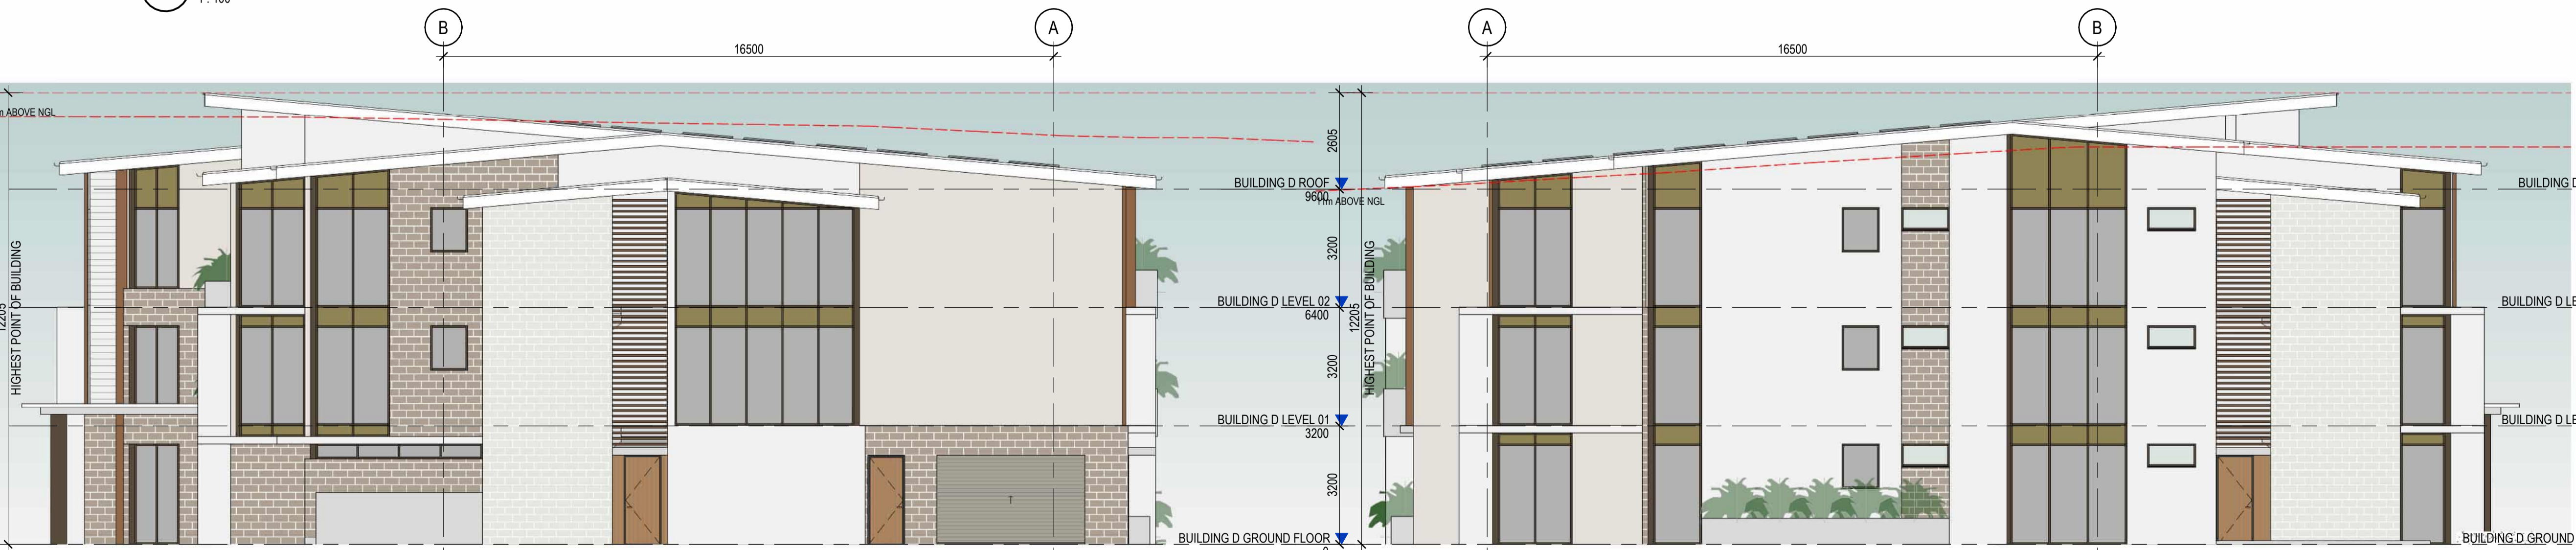 1 : 100
B
A
16500
A
B
16500
m ABOVE NGL
HIGHEST POINT OF BUILDING
12205
2605
BUILDING D ROOF
9600
m ABOVE NGL
3200
BUILDING D LEVEL 02
6400
12205
HIGHEST POINT OF BUILDING
3200
BUILDING D LEVEL 01
3200
3200
BUILDING D GROUND FLOOR
BUILDING D
BUILDING D LE
BUILDING D LE
BUILDING D GROUND